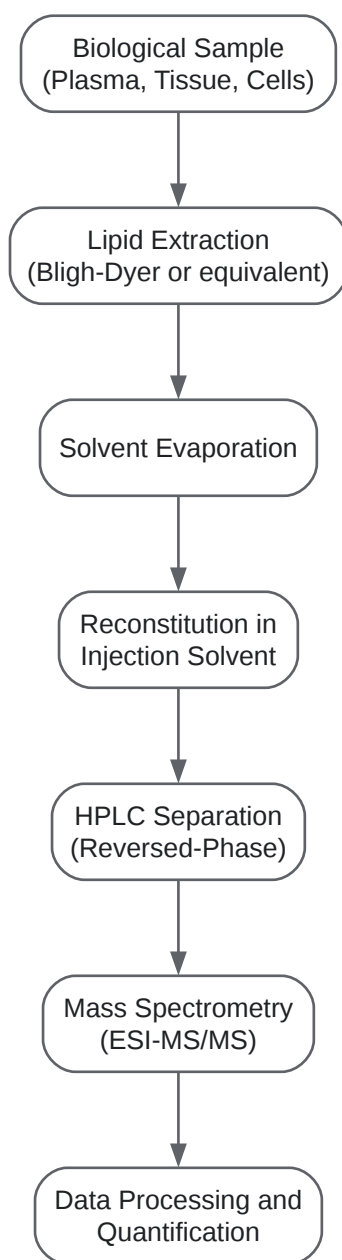 Biological Sample
(Plasma, Tissue, Cells)
Lipid Extraction
(Bligh-Dyer or equivalent)
Solvent Evaporation
Reconstitution in
Injection Solvent
HPLC Separation
(Reversed-Phase)
Mass Spectrometry
(ESI-MS/MS)
Data Processing and
Quantification